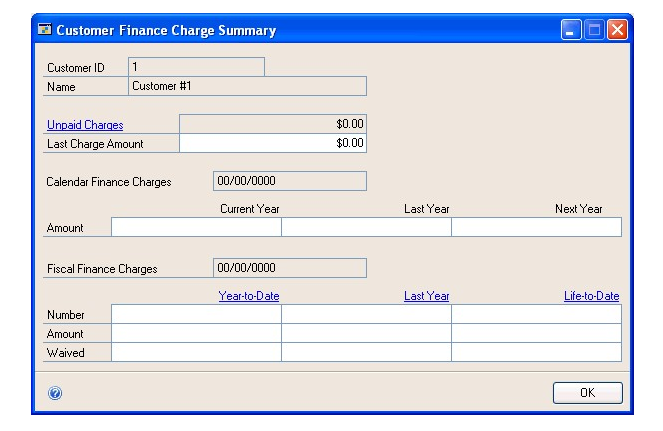 Customer Finance Charge Summary
Customer ID 1
Name Customer #1
Unpaid Charges $0.00
Last Charge Amount $0.00
Calendar Finance Charges 00/00/0000
Current Year Last Year Next Year
Amount
Fiscal Finance Charges 00/00/0000
Year-to-Date Last Year Life-to-Date
Number
Amount
Waived
? OK